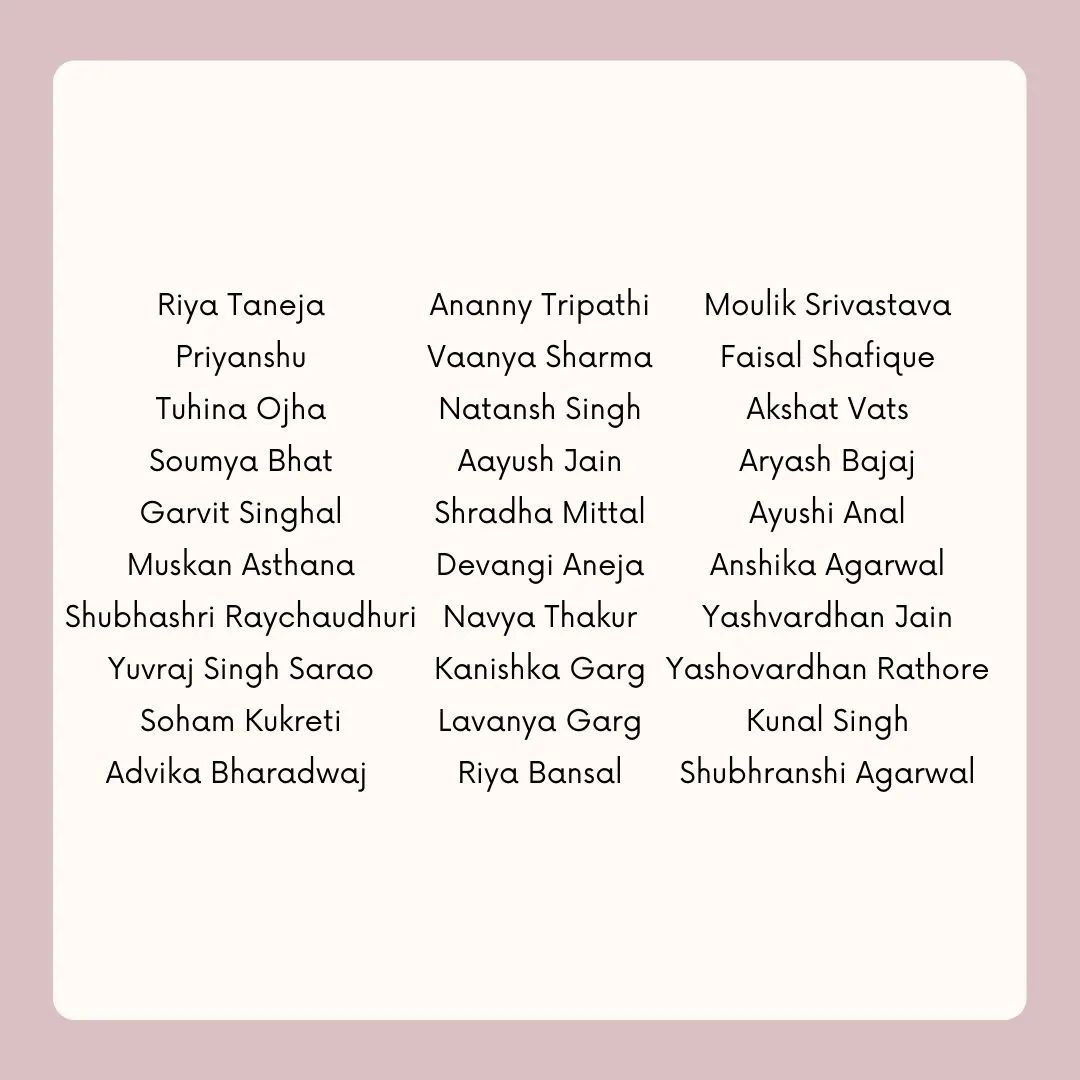 Riya Taneja
Priyanshu
Tuhina Ojha
Soumya Bhat
Garvit Singhal
Muskan Asthana
Shubhashri Raychaudhuri
Yuvraj Singh Sarao
Soham Kukreti
Advika Bharadwaj
Ananny Tripathi
Vaanya Sharma
Natansh Singh
Aayush Jain
Shradha Mittal
Devangi Aneja
Navya Thakur
Kanishka Garg
Lavanya Garg
Riya Bansal
Moulik Srivastava
Faisal Shafique
Akshat Vats
Aryash Bajaj
Ayushi Anal
Anshika Agarwal
Yashvardhan Jain
Yashovardhan Rathore
Kunal Singh
Shubhranshi Agarwal